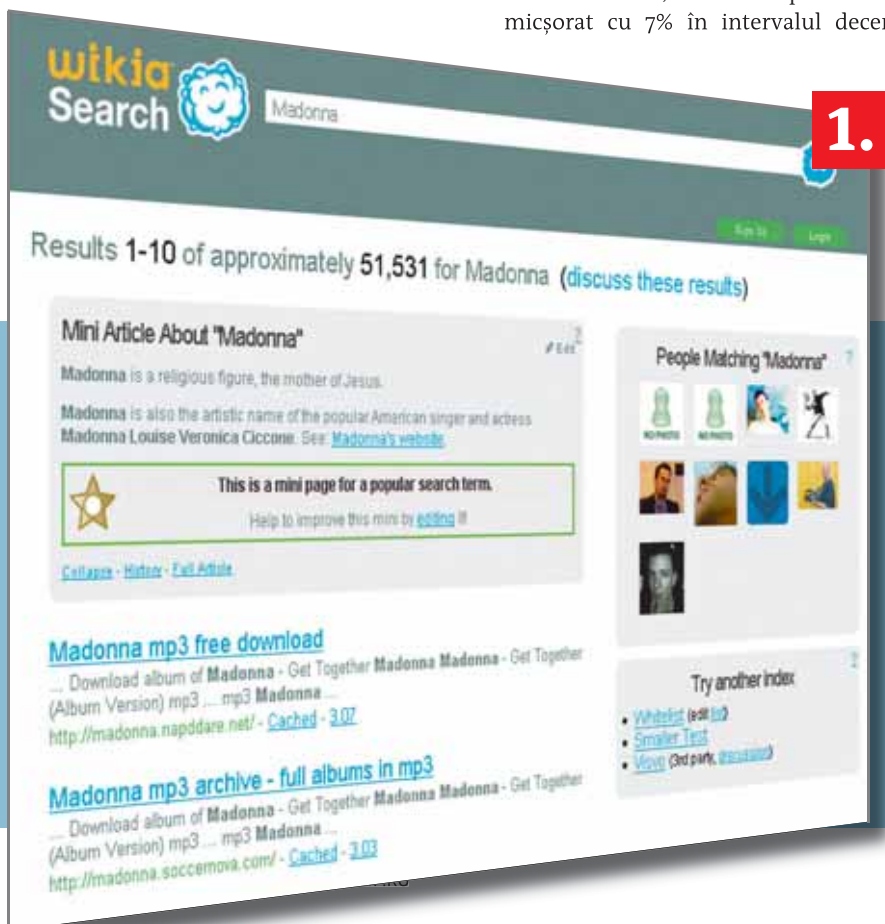 micșorat cu 7% în intervalul decem
1.
wikia
Search
Madonna
Login
Results 1-10 of approximately 51,531 for Madonna (discuss these results)
Mini Article About "Madonna"
Edit
?
Madonna is a religious figure, the mother of Jesus.
Madonna is also the artistic name of the popular American singer and actress
Madonna Louise Veronica Ciccone. See: Madonna's website.
This is a mini page for a popular search term.
Help to improve this mini by editing it!
Collapse - History - Full Article
People Matching "Madonna"
?
NO PHOTO
NO PHOTO
Madonna mp3 free download
... Download album of Madonna - Get Together Madonna Madonna - Get Together
(Album Version) mp3 ... mp3 Madonna ...
http://madonna.napddare.net/ - Cached - 3.07
Madonna mp3 archive - full albums in mp3
... Download album of Madonna - Get Together Madonna Madonna - Get Together
(Album Version) mp3 ... mp3 Madonna ...
http://madonna.soccernova.com/ - Cached - 3.03
Try another index
?
Whitelist (edit list)
Smaller Test
(3rd party, discussion)